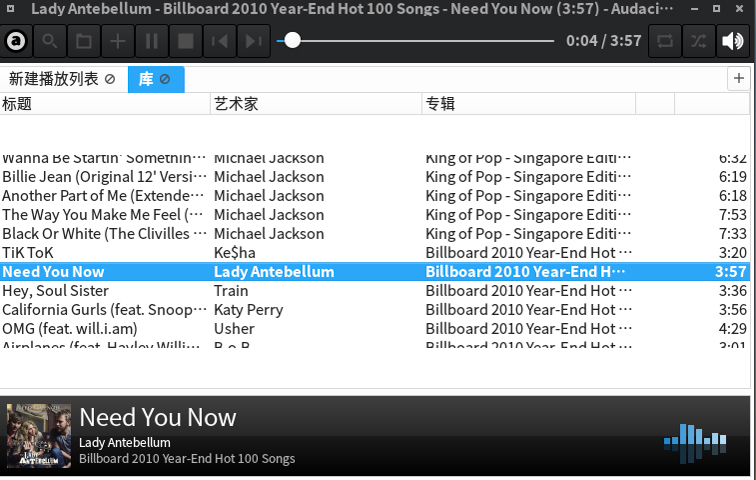 Lady Antebellum - Billboard 2010 Year-End Hot 100 Songs - Need You Now (3:57) - Audaci…
0:04 / 3:57
新建播放列表 库
标题 艺术家 专辑
Wanna Be Startin' Somethin… Michael Jackson King of Pop - Singapore Editi… 6:32
Billie Jean (Original 12' Versi… Michael Jackson King of Pop - Singapore Editi… 6:19
Another Part of Me (Extende… Michael Jackson King of Pop - Singapore Editi… 6:18
The Way You Make Me Feel (… Michael Jackson King of Pop - Singapore Editi… 7:53
Black Or White (The Clivilles … Michael Jackson King of Pop - Singapore Editi… 7:33
TiK ToK Ke$ha Billboard 2010 Year-End Hot … 3:20
Need You Now Lady Antebellum Billboard 2010 Year-End H… 3:57
Hey, Soul Sister Train Billboard 2010 Year-End Hot … 3:36
California Gurls (feat. Snoop… Katy Perry Billboard 2010 Year-End Hot … 3:56
OMG (feat. will.i.am) Usher Billboard 2010 Year-End Hot … 4:29
Airplanes (feat. Hayley Willi… B.o.B Billboard 2010 Year-End Hot … 3:01
Need You Now
Lady Antebellum
Billboard 2010 Year-End Hot 100 Songs
LADY
ANTEBELLUM